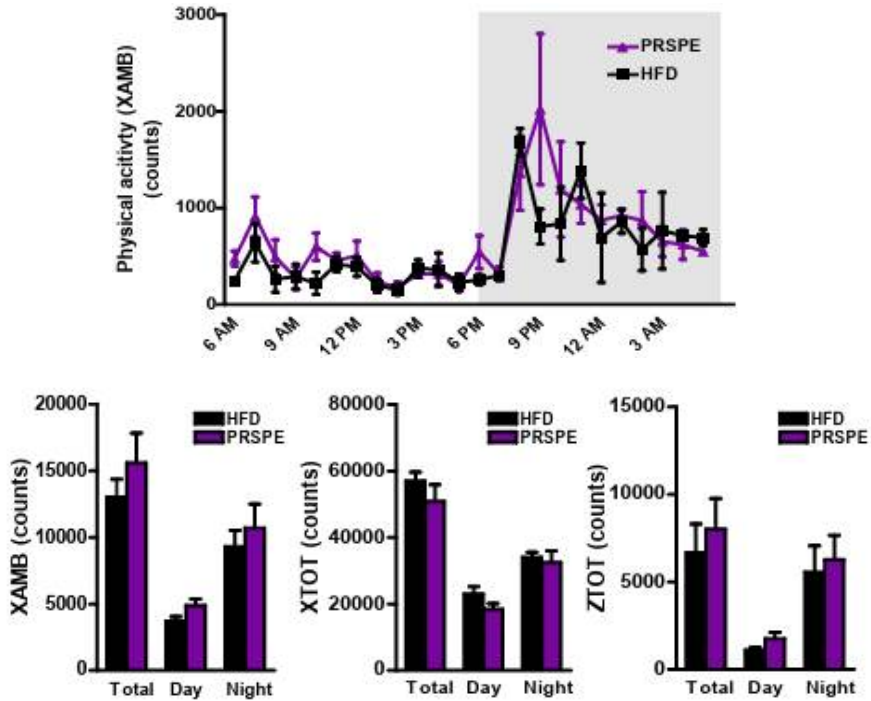 3000
2000
1000
0
Physical acitivty (XAMB)
(counts)
PRSPE
HFD
6 AM
9 AM
12 PM
3 PM
6 PM
9 PM
12 AM
3 AM
20000
15000
10000
5000
0
XAMB (counts)
HFD
PRSPE
Total Day Night
80000
60000
40000
20000
0
XTOT (counts)
HFD
PRSPE
Total Day Night
15000
10000
5000
0
ZTOT (counts)
HFD
PRSPE
Total Day Night